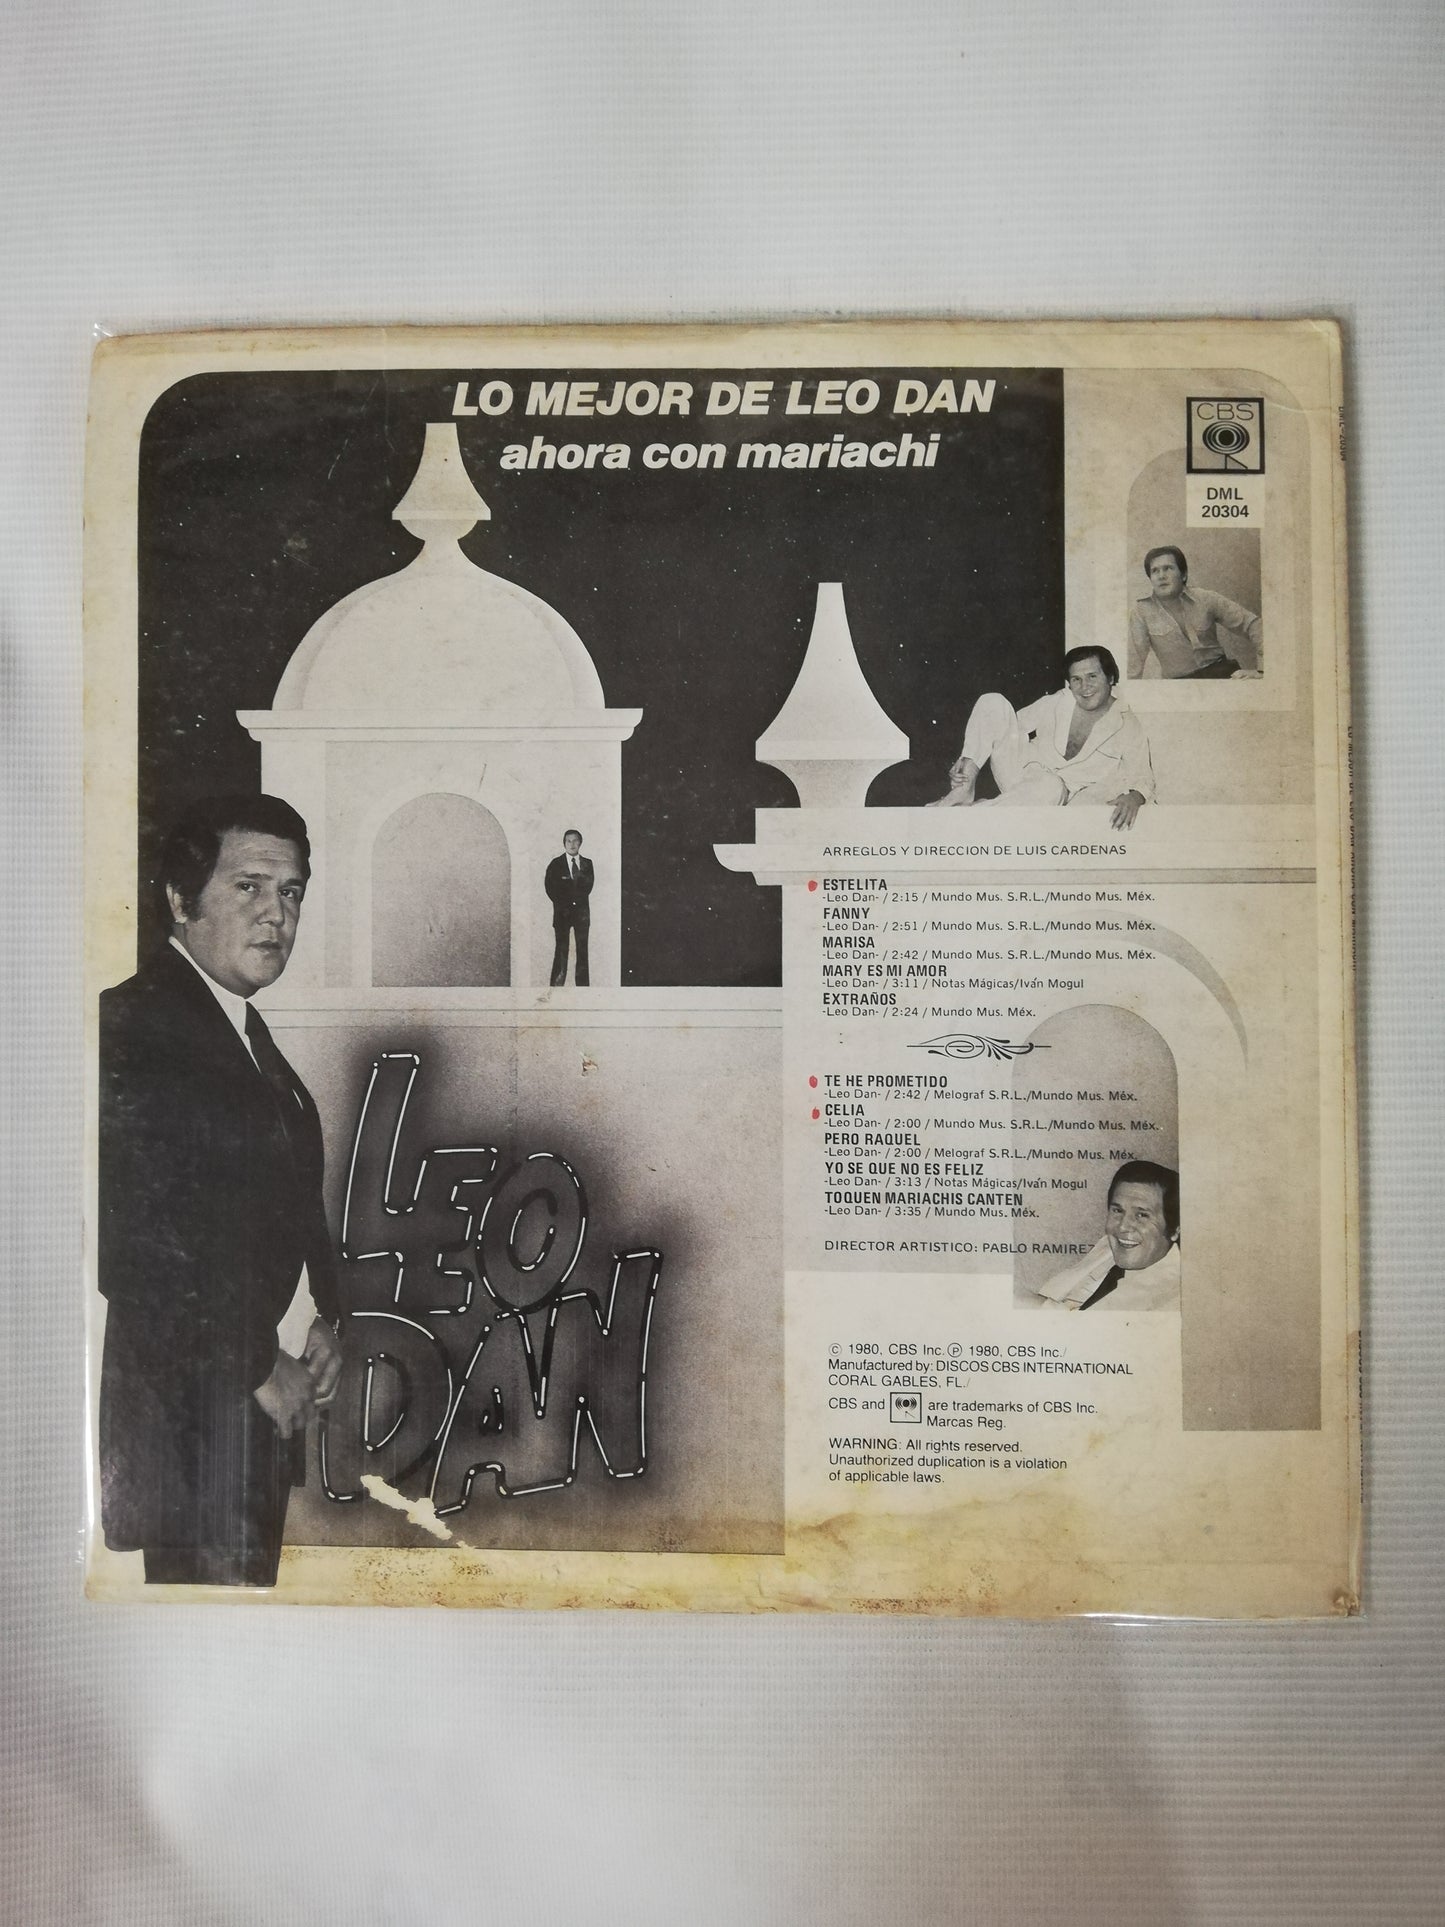 LO MEJOR DE LEO DAN
ahora con mariachi
CBS
DML
20304
ARREGLOS Y DIRECCION DE LUIS CARDENAS
ESTELITA
-Leo Dan- / 2:15 / Mundo Mus. S.R.L./Mundo Mus. Méx.
FANNY
-Leo Dan- / 2:51 / Mundo Mus. S.R.L./Mundo Mus. Méx.
MARISA
-Leo Dan- / 2:42 / Mundo Mus. S.R.L./Mundo Mus. Méx.
MARY ES MI AMOR
-Leo Dan- / 3:11 / Notas Mágicas/Iván Mogul
EXTRAÑOS
-Leo Dan- / 2:24 / Mundo Mus. Méx.
TE HE PROMETIDO
-Leo Dan- / 2:42 / Melograf S.R.L./Mundo Mus. Méx.
CELIA
-Leo Dan- / 2:00 / Mundo Mus. S.R.L./Mundo Mus. Méx.
PERO RAQUEL
-Leo Dan- / 2:00 / Melograf S.R.L./Mundo Mus. Méx.
YO SE QUE NO ES FELIZ
-Leo Dan- / 3:13 / Notas Mágicas/Iván Mogul
TOQUEN MARIACHIS CANTEN
-Leo Dan- / 3:35 / Mundo Mus. Méx.
DIRECTOR ARTISTICO: PABLO RAMIREZ
LEO
DAN
© 1980, CBS Inc. Ⓟ 1980, CBS Inc./
Manufactured by: DISCOS CBS INTERNATIONAL
CORAL GABLES, FL./
CBS and are trademarks of CBS Inc.
Marcas Reg.
WARNING: All rights reserved.
Unauthorized duplication is a violation
of applicable laws.